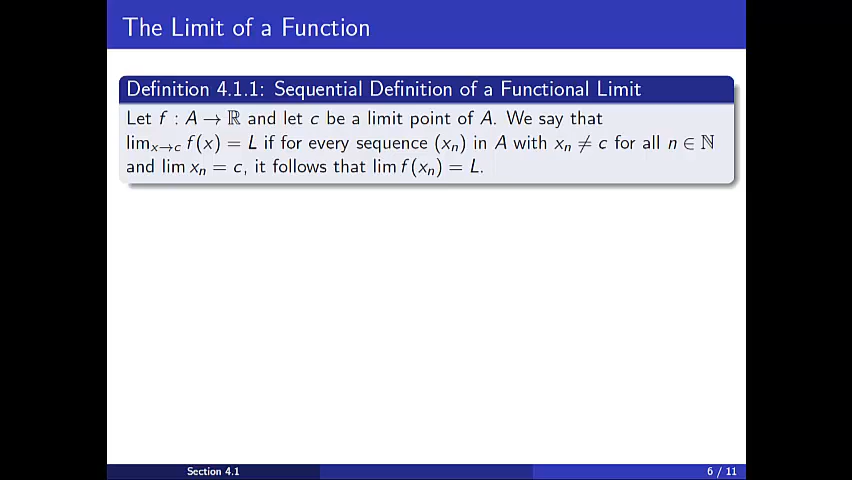 The Limit of a Function
Definition 4.1.1: Sequential Definition of a Functional Limit
Let f : A → ℝ and let c be a limit point of A. We say that
lim_{x→c} f(x) = L if for every sequence (x_n) in A with x_n ≠ c for all n ∈ ℕ
and lim x_n = c, it follows that lim f(x_n) = L.
Section 4.1
6 / 11